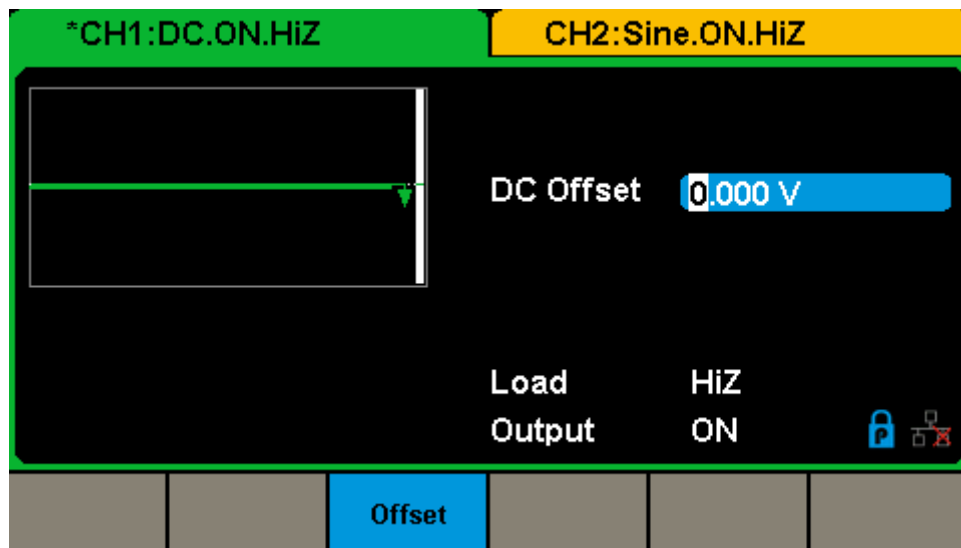 *CH1:DC.ON.HiZ
CH2:Sine.ON.HiZ
DC Offset 0.000 V
Load HiZ
Output ON
P
Offset